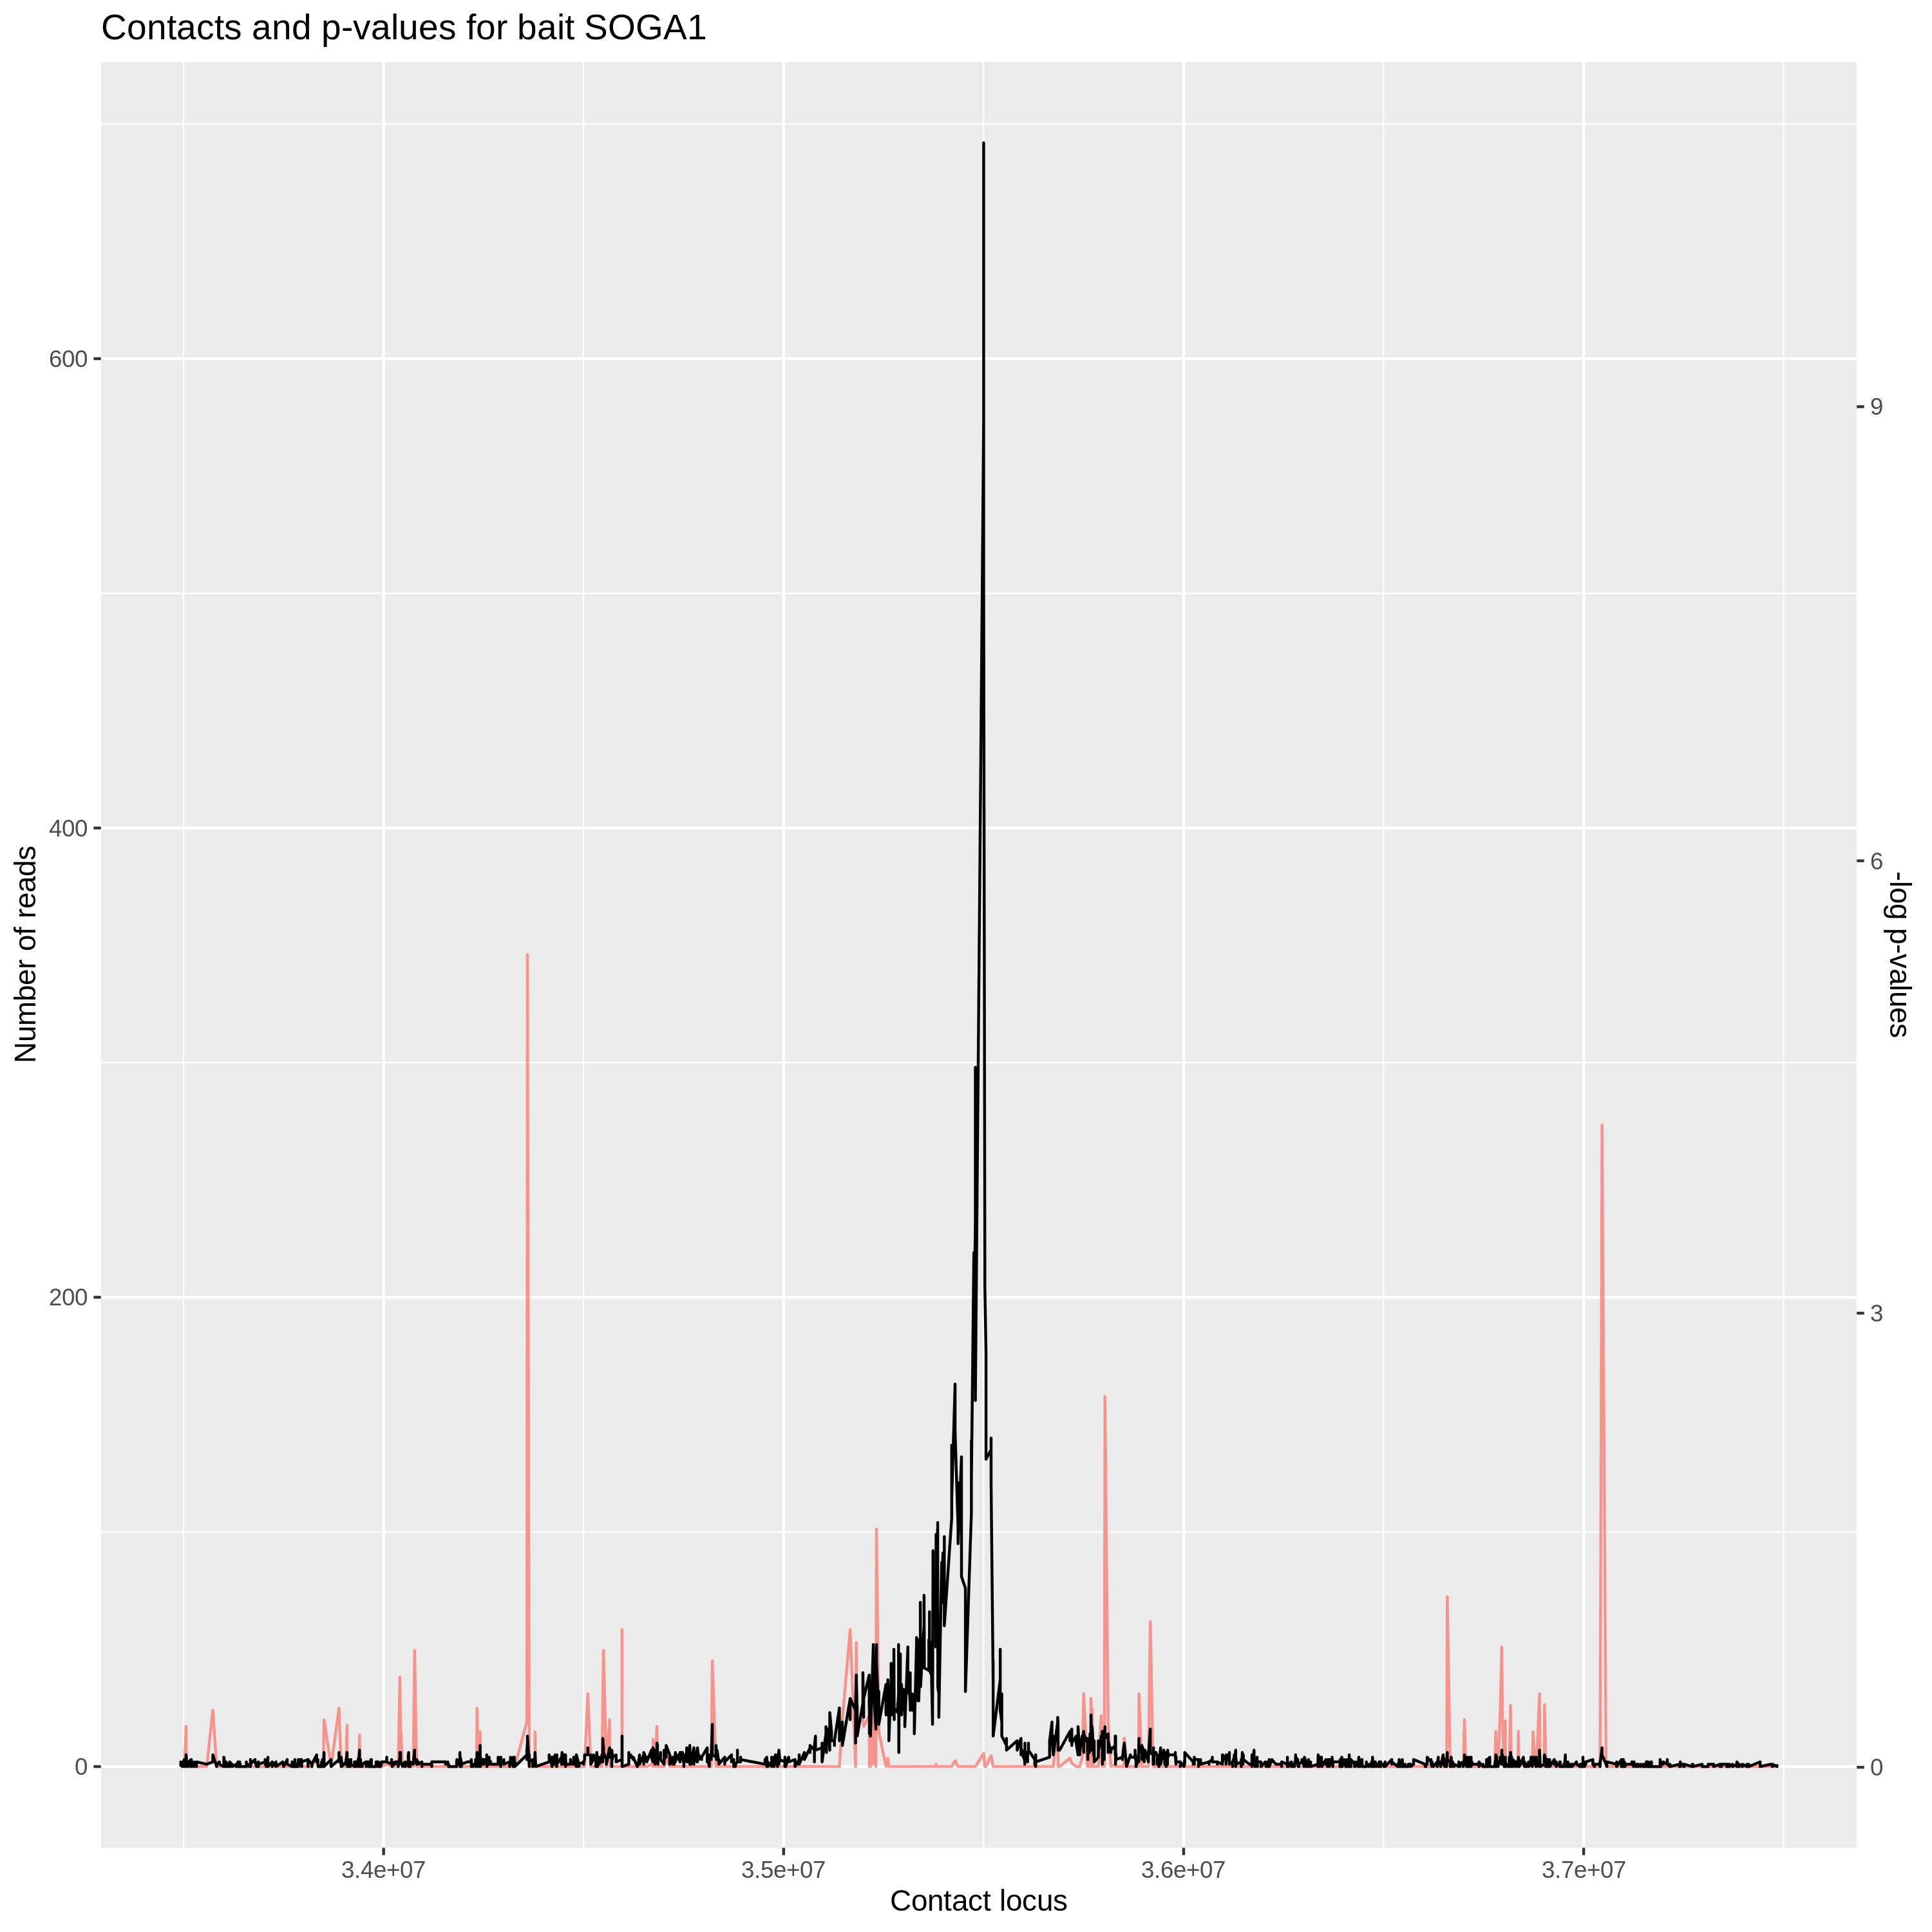 Contacts and p-values for bait SOGA1
Number of reads
600
400
200
0
9
6
3
0
-log p-values
3.4e+07
3.5e+07
3.6e+07
3.7e+07
Contact locus